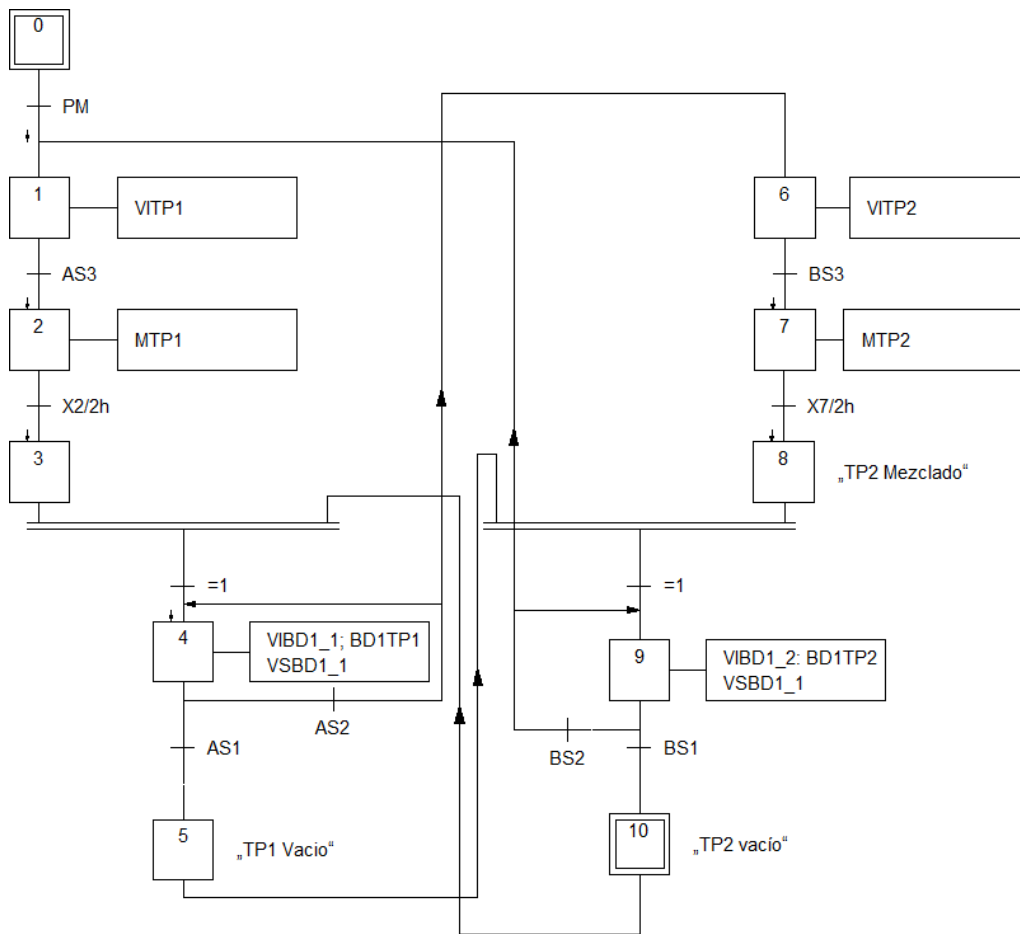 0
PM
1
VITP1
6
VITP2
AS3
BS3
2
MTP1
7
MTP2
X2/2h
X7/2h
3
8
„TP2 Mezclado“
=1
=1
4
VIBD1_1; BD1TP1
VSBD1_1
9
VIBD1_2: BD1TP2
VSBD1_1
AS2
AS1
BS2
BS1
5
„TP1 Vacio“
10
„TP2 vacío“